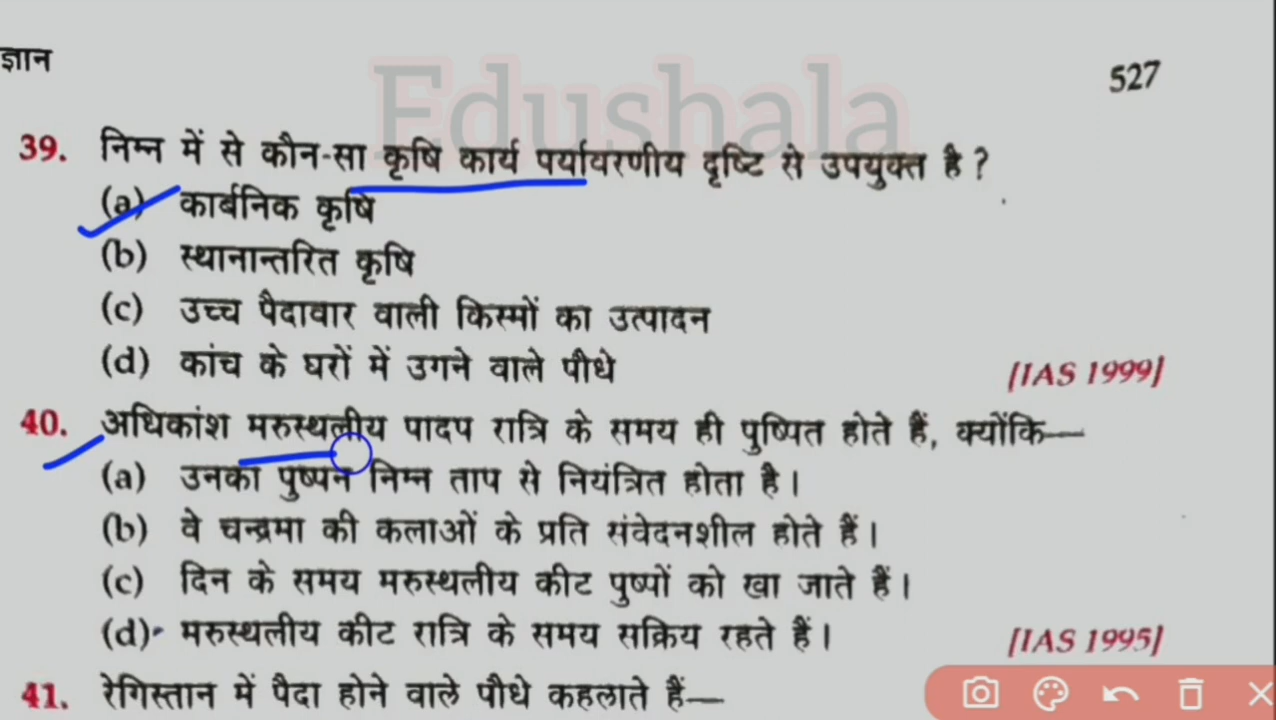 ज्ञान
Edushala
527
39. निम्न में से कौन-सा कृषि कार्य पर्यावरणीय दृष्टि से उपयुक्त है ?
(a) कार्बनिक कृषि
(b) स्थानान्तरित कृषि
(c) उच्च पैदावार वाली किस्मों का उत्पादन
(d) कांच के घरों में उगने वाले पौधे [IAS 1999]
40. अधिकांश मरुस्थलीय पादप रात्रि के समय ही पुष्पित होते हैं, क्योंकि—
(a) उनका पुष्पन निम्न ताप से नियंत्रित होता है।
(b) वे चन्द्रमा की कलाओं के प्रति संवेदनशील होते हैं।
(c) दिन के समय मरुस्थलीय कीट पुष्पों को खा जाते हैं।
(d) मरुस्थलीय कीट रात्रि के समय सक्रिय रहते हैं। [IAS 1995]
41. रेगिस्तान में पैदा होने वाले पौधे कहलाते हैं—